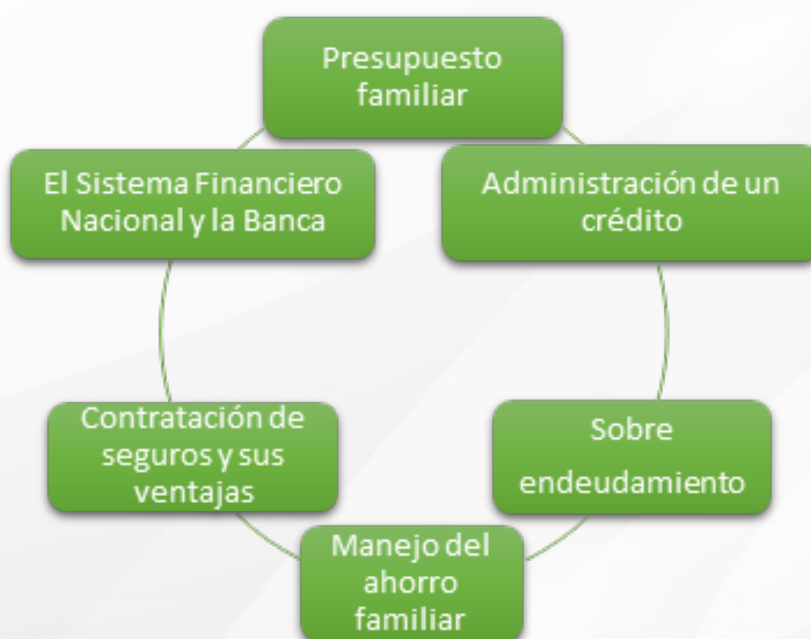 Presupuesto
familiar
El Sistema Financiero
Nacional y la Banca
Administración de un
crédito
Contratación de
seguros y sus
ventajas
Sobre
endeudamiento
Manejo del
ahorro
familiar